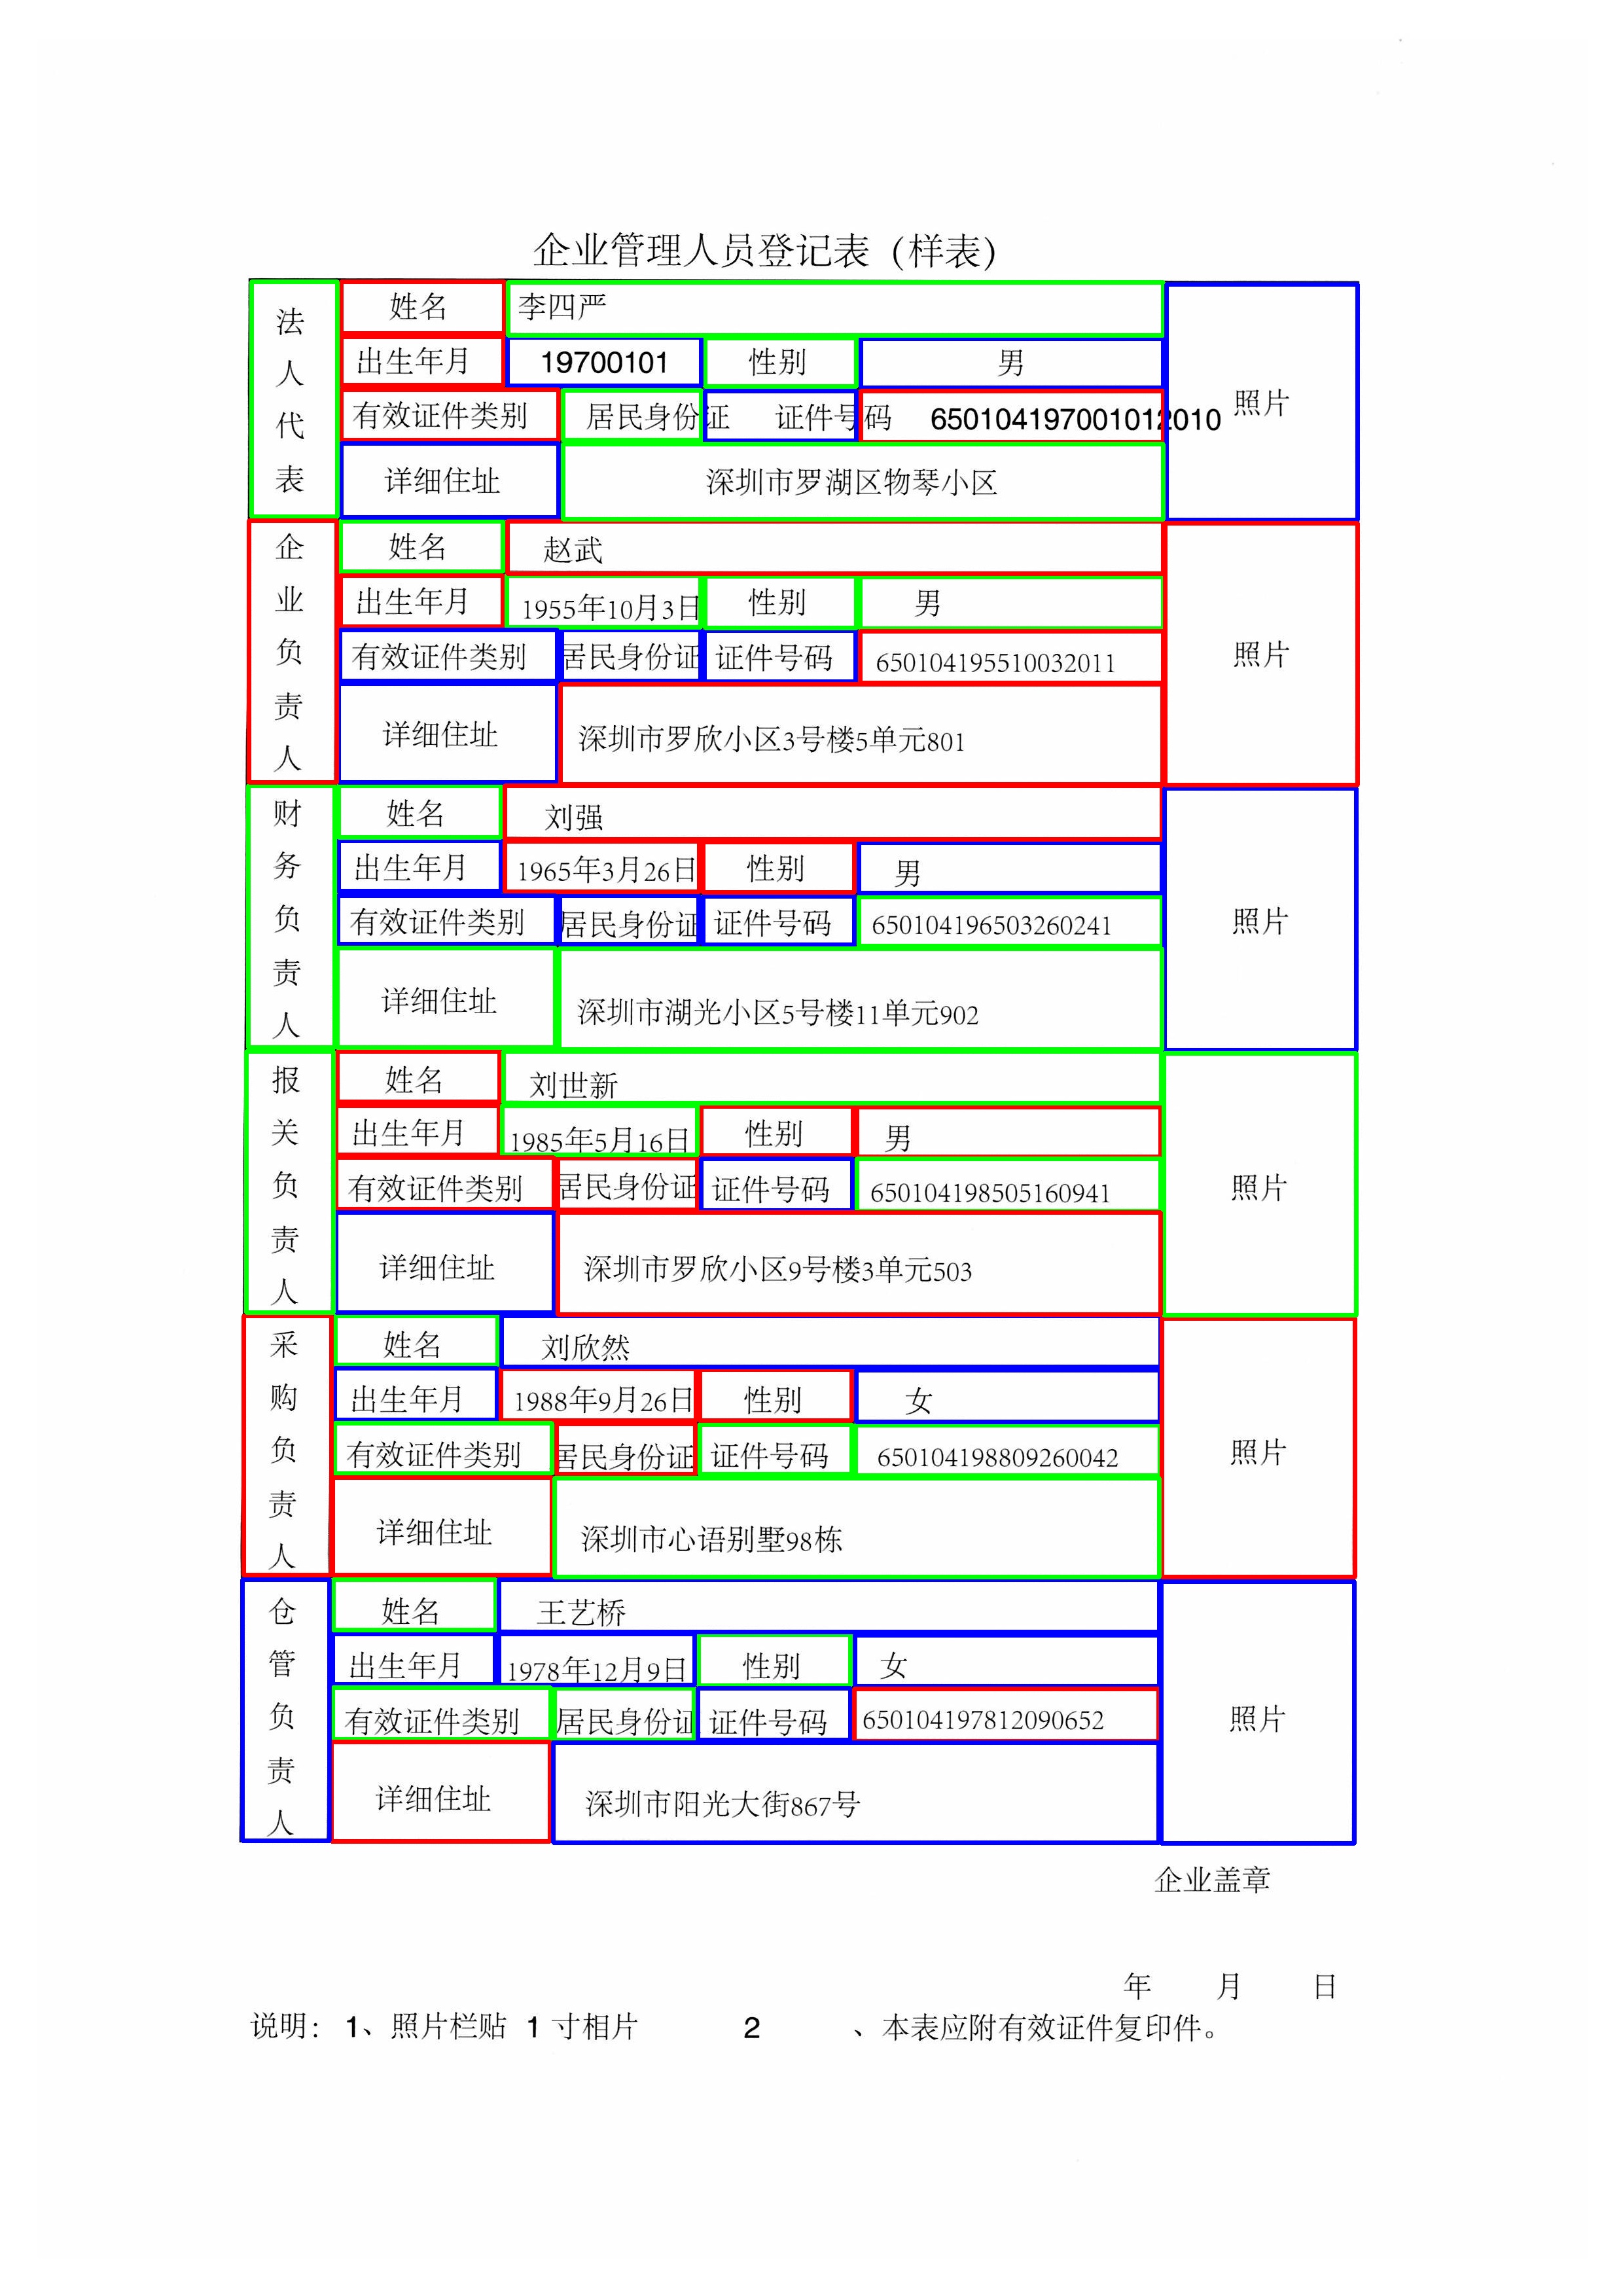 企业管理人员登记表（样表）
法人代表
姓名 李四严
出生年月 19700101 性别 男
有效证件类别 居民身份证 证件号码 650104197001012010
详细住址 深圳市罗湖区物琴小区
照片
企业负责人
姓名 赵武
出生年月 1955年10月3日 性别 男
有效证件类别 居民身份证 证件号码 650104195510032011
详细住址 深圳市罗欣小区3号楼5单元801
照片
财务负责人
姓名 刘强
出生年月 1965年3月26日 性别 男
有效证件类别 居民身份证 证件号码 650104196503260241
详细住址 深圳市湖光小区5号楼11单元902
照片
报关负责人
姓名 刘世新
出生年月 1985年5月16日 性别 男
有效证件类别 居民身份证 证件号码 650104198505160941
详细住址 深圳市罗欣小区9号楼3单元503
照片
采购负责人
姓名 刘欣然
出生年月 1988年9月26日 性别 女
有效证件类别 居民身份证 证件号码 650104198809260042
详细住址 深圳市心语别墅98栋
照片
仓管负责人
姓名 王艺桥
出生年月 1978年12月9日 性别 女
有效证件类别 居民身份证 证件号码 650104197812090652
详细住址 深圳市阳光大街867号
照片
企业盖章
年 月 日
说明： 1、照片栏贴 1 寸相片 2 、本表应附有效证件复印件。